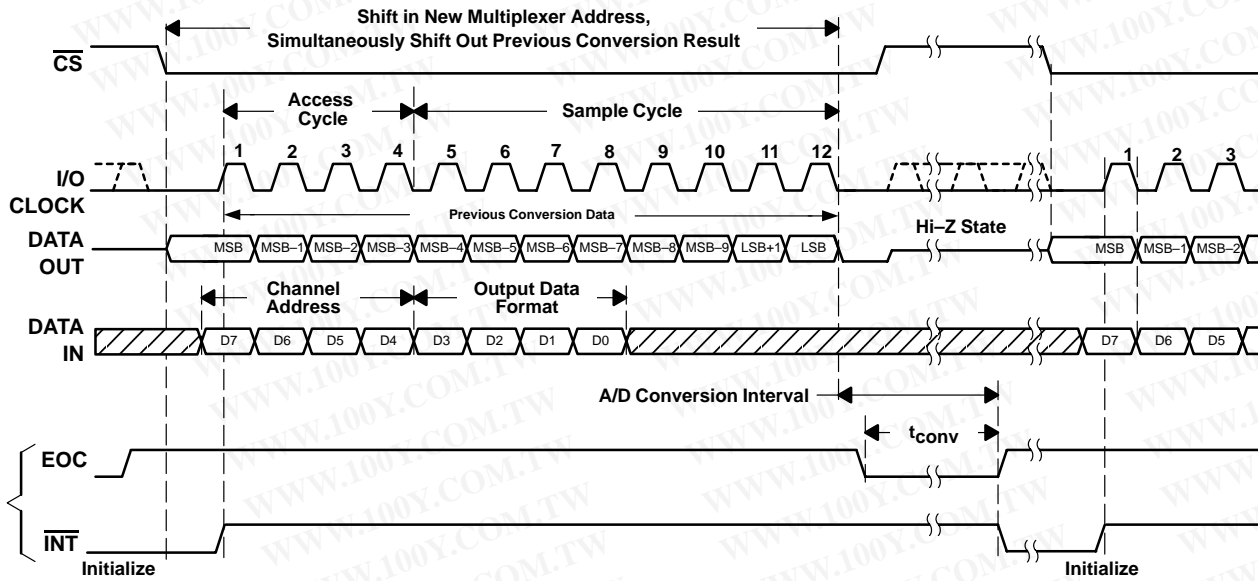 Shift in New Multiplexer Address,
Simultaneously Shift Out Previous Conversion Result
CS
Access
Cycle
Sample Cycle
1 2 3 4 5 6 7 8 9 10 11 12 1 2 3
I/O
CLOCK
Previous Conversion Data
DATA
OUT
MSB MSB–1 MSB–2 MSB–3 MSB–4 MSB–5 MSB–6 MSB–7 MSB–8 MSB–9 LSB+1 LSB
Hi–Z State
MSB MSB–1 MSB–2
Channel
Address
Output Data
Format
DATA
IN
D7 D6 D5 D4 D3 D2 D1 D0 D7 D6 D5
A/D Conversion Interval
tconv
EOC
INT
Initialize Initialize
WWW.100Y.COM.TW